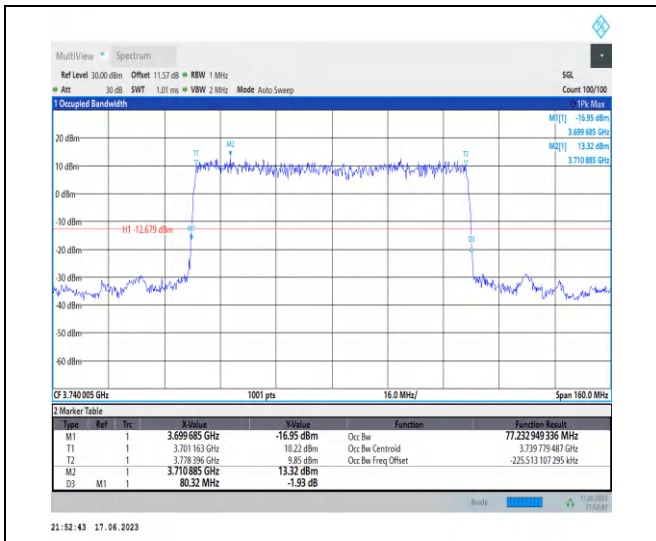 MultiView Spectrum
Ref Level 30.00 dBm Offset 11.57 dB RBW 1 MHz SGL
Att 30 dB SWT 1.01 ms VBW 2 MHz Mode Auto Sweep Count 100/100
1 Occupied Bandwidth 1Pk Max
M1[1] -16.95 dBm
3.699 685 GHz
M2[1] 13.32 dBm
3.710 885 GHz
20 dBm
T1 M2 T2
10 dBm
0 dBm
-10 dBm
H1 -12.679 dBm M1
D3
-20 dBm
-30 dBm
-40 dBm
-50 dBm
-60 dBm
CF 3.740 005 GHz 1001 pts 16.0 MHz/ Span 160.0 MHz
2 Marker Table
Type Ref Trc X-Value Y-Value Function Function Result
M1 1 3.699 685 GHz -16.95 dBm Occ Bw 77.232 949 336 MHz
T1 1 3.701 163 GHz 10.22 dBm Occ Bw Centroid 3.739 779 487 GHz
T2 1 3.778 396 GHz 9.85 dBm Occ Bw Freq Offset -225.513 107 295 kHz
M2 1 3.710 885 GHz 13.32 dBm
D3 M1 1 80.32 MHz -1.93 dB
Ready 17.06.2023
21:52:43 17.06.2023